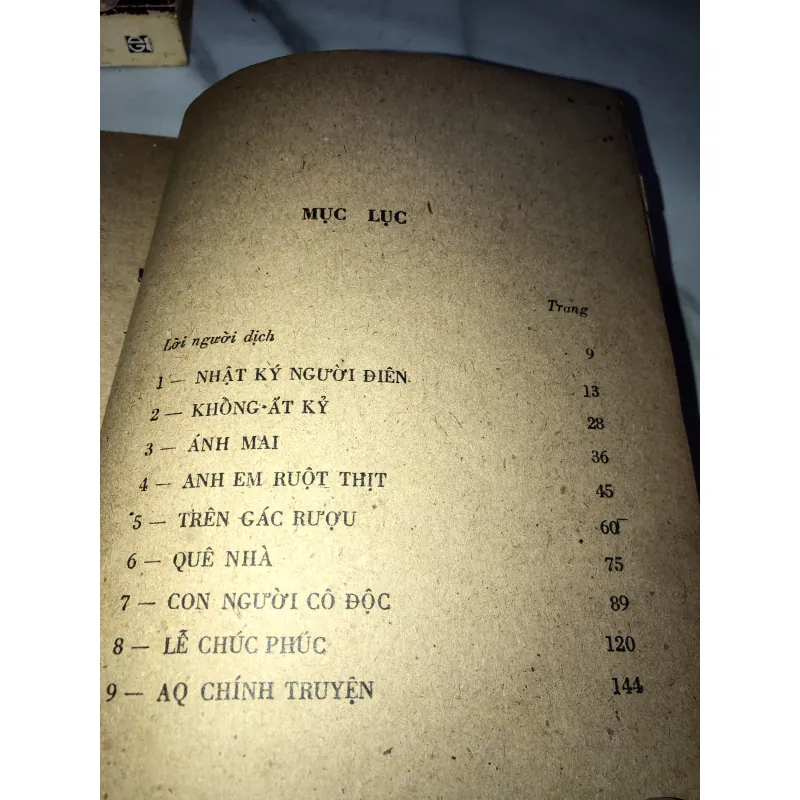 MỤC LỤC
Trang
Lời người dịch 9
1 — NHẬT KÝ NGƯỜI ĐIÊN 13
2 — KHỒNG ẤT KỶ 28
3 — ÁNH MAI 36
4 — ANH EM RUỘT THỊT 45
5 — TRÊN GÁC RƯỢU 60
6 — QUÊ NHÀ 75
7 — CON NGƯỜI CÔ ĐỘC 89
8 — LỄ CHÚC PHÚC 120
9 — AQ CHÍNH TRUYỆN 144